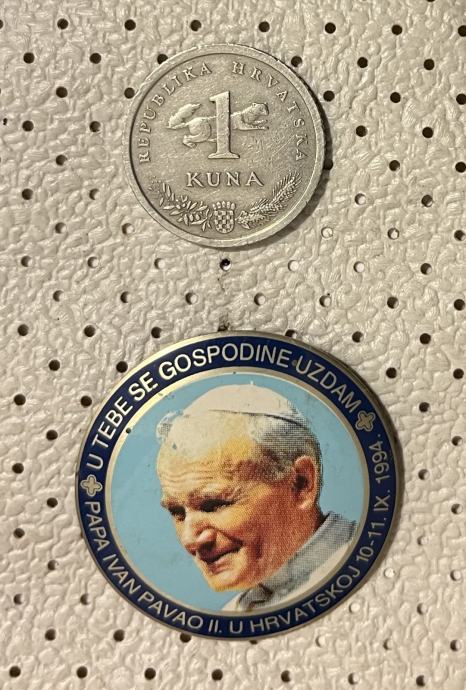 REPUBLIKA HRVATSKA
1
KUNA
U TEBE SE GOSPODINE UZDAM
PAPA IVAN PAVAO II. U HRVATSKOJ 10-11. IX. 1994.